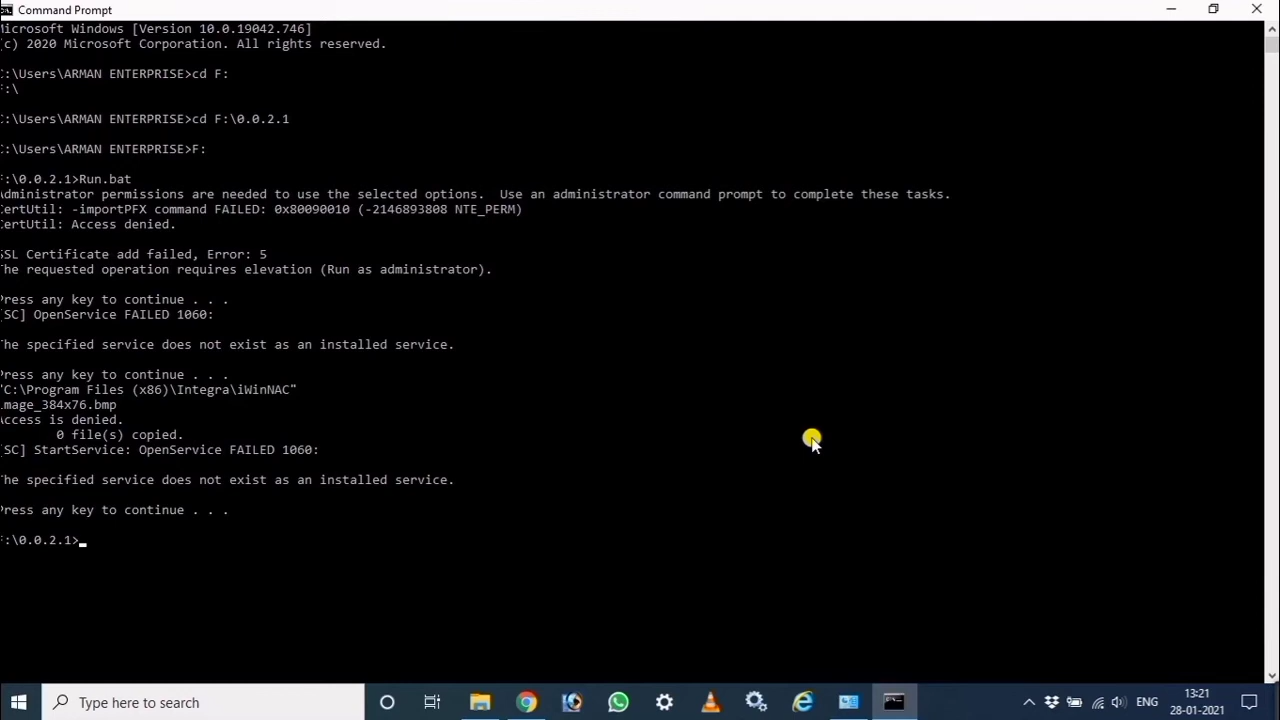 Command Prompt
Microsoft Windows [Version 10.0.19042.746]
(c) 2020 Microsoft Corporation. All rights reserved.
C:\Users\ARMAN ENTERPRISE>cd F:
F:\
C:\Users\ARMAN ENTERPRISE>cd F:\0.0.2.1
C:\Users\ARMAN ENTERPRISE>F:
F:\0.0.2.1>Run.bat
Administrator permissions are needed to use the selected options.  Use an administrator command prompt to complete these tasks.
CertUtil: -importPFX command FAILED: 0x80090010 (-2146893808 NTE_PERM)
CertUtil: Access denied.
SSL Certificate add failed, Error: 5
The requested operation requires elevation (Run as administrator).
Press any key to continue . . .
[SC] OpenService FAILED 1060:
The specified service does not exist as an installed service.
Press any key to continue . . .
"C:\Program Files (x86)\Integra\iWinNAC"
image_384x76.bmp
Access is denied.
0 file(s) copied.
[SC] StartService: OpenService FAILED 1060:
The specified service does not exist as an installed service.
Press any key to continue . . .
F:\0.0.2.1>
Type here to search
ENG
13:21
28-01-2021